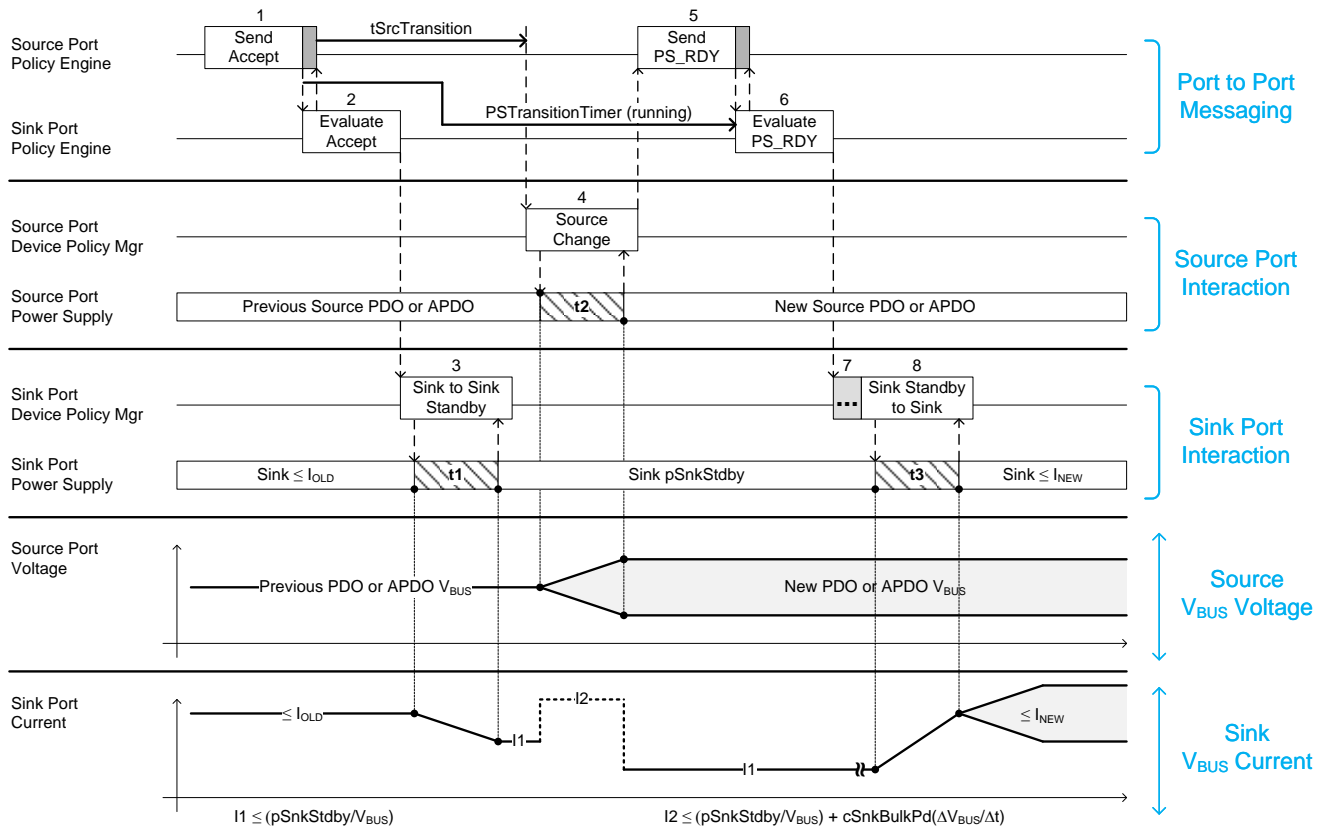 1
5
Source Port
Policy Engine
Send
Accept
tSrcTransition
Send
PS_RDY
2
6
Sink Port
Policy Engine
Evaluate
Accept
PSTransitionTimer (running)
Evaluate
PS_RDY
Port to Port
Messaging
4
Source Port
Device Policy Mgr
Source
Change
Source Port
Power Supply
Previous Source PDO or APDO
t2
New Source PDO or APDO
Source Port
Interaction
3
7
8
Sink Port
Device Policy Mgr
Sink to Sink
Standby
...
Sink Standby
to Sink
Sink Port
Power Supply
Sink ≤ IOLD
t1
Sink pSnkStdby
t3
Sink ≤ INEW
Sink Port
Interaction
Source Port
Voltage
Previous PDO or APDO VBUS
New PDO or APDO VBUS
Source
VBUS Voltage
Sink Port
Current
≤ IOLD
I1
I2
I1
≤ INEW
Sink
VBUS Current
I1 ≤ (pSnkStdby/VBUS)
I2 ≤ (pSnkStdby/VBUS) + cSnkBulkPd(ΔVBUS/Δt)